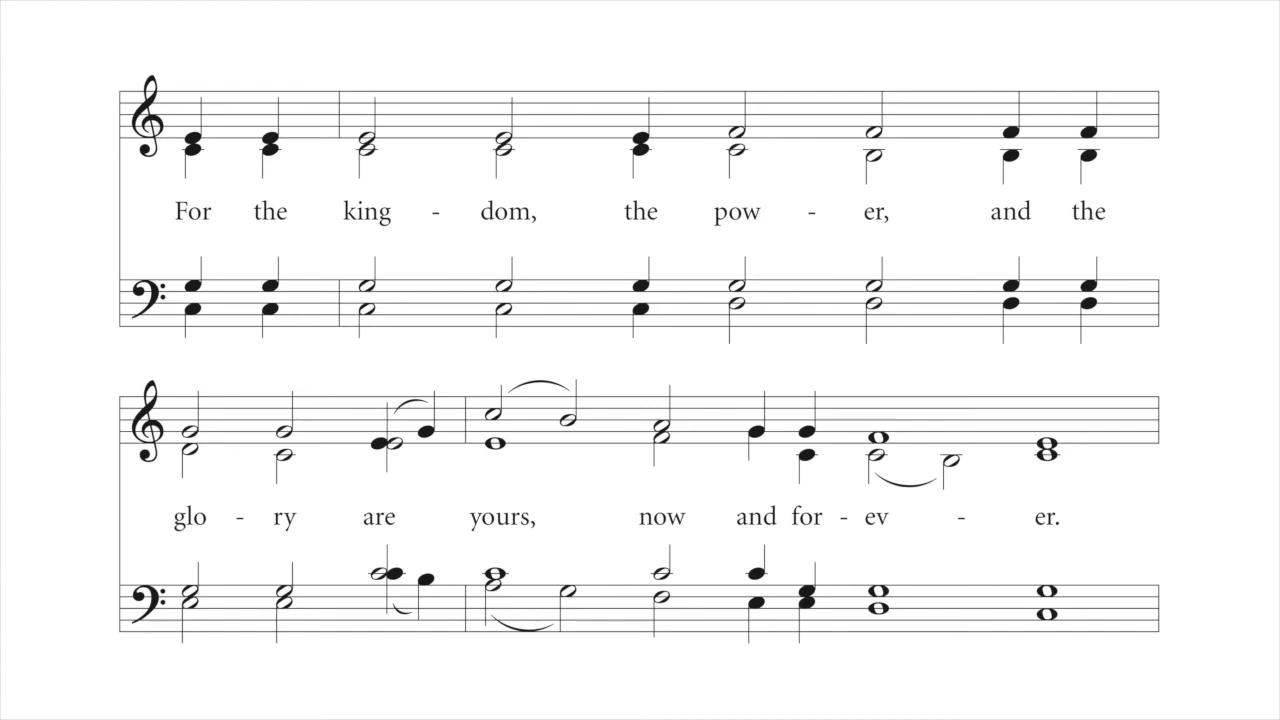 For the king - dom, the pow - er, and the
glo - ry are yours, now and for - ev - er.